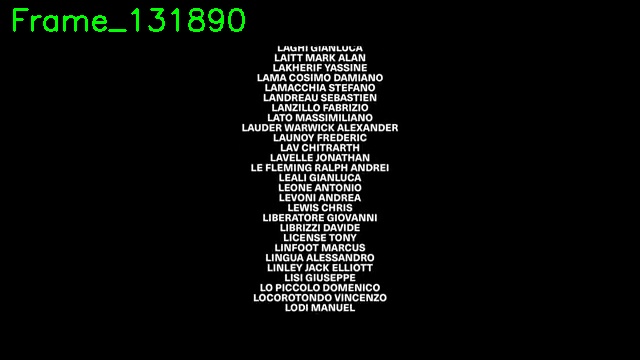 Frame_131890
LAGHI GIANLUCA
LAITT MARK ALAN
LAKHERIF YASSINE
LAMA COSIMO DAMIANO
LAMACCHIA STEFANO
LANDREAU SEBASTIEN
LANZILLO FABRIZIO
LATO MASSIMILIANO
LAUDER WARWICK ALEXANDER
LAUNOY FREDERIC
LAV CHITRARTH
LAVELLE JONATHAN
LE FLEMING RALPH ANDREI
LEALI GIANLUCA
LEONE ANTONIO
LEVONI ANDREA
LEWIS CHRIS
LIBERATORE GIOVANNI
LIBRIZZI DAVIDE
LICENSE TONY
LINFOOT MARCUS
LINGUA ALESSANDRO
LINLEY JACK ELLIOTT
LISI GIUSEPPE
LO PICCOLO DOMENICO
LOCOROTONDO VINCENZO
LODI MANUEL